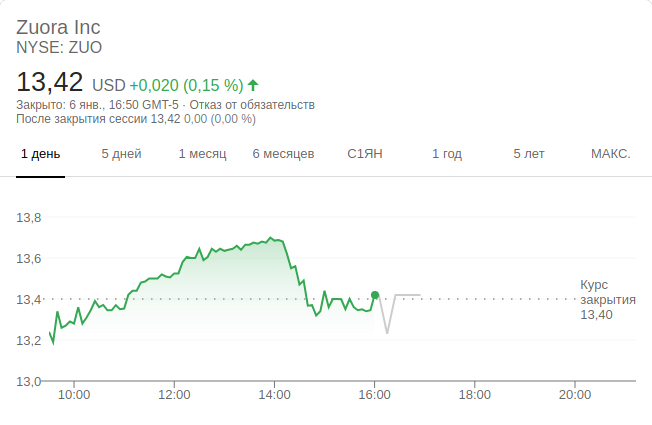 Zuora Inc
NYSE: ZUO
13,42 USD +0,020 (0,15 %)
Закрыто: 6 янв., 16:50 GMT-5 · Отказ от обязательств
После закрытия сессии 13,42 0,00 (0,00 %)
1 день 5 дней 1 месяц 6 месяцев С1ЯН 1 год 5 лет МАКС.
13,8
13,6
13,4
13,2
13,0
Курс
закрытия
13,40
10:00 12:00 14:00 16:00 18:00 20:00